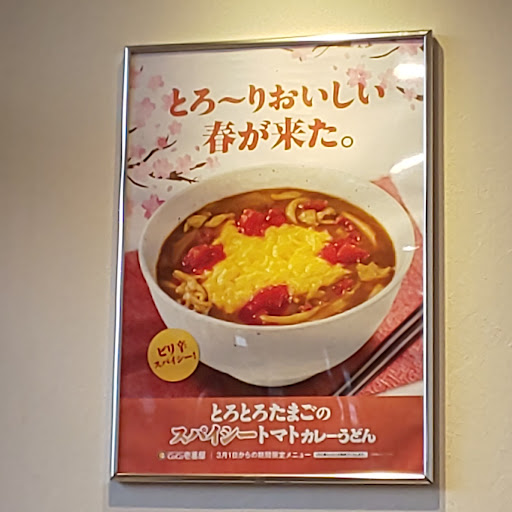 とろ〜りおいしい
春が来た。
ピリ辛
スパイシー!
とろとろたまごの
スパイシートマトカレーうどん
CoCo壱番屋 | 3月1日からの期間限定メニュー